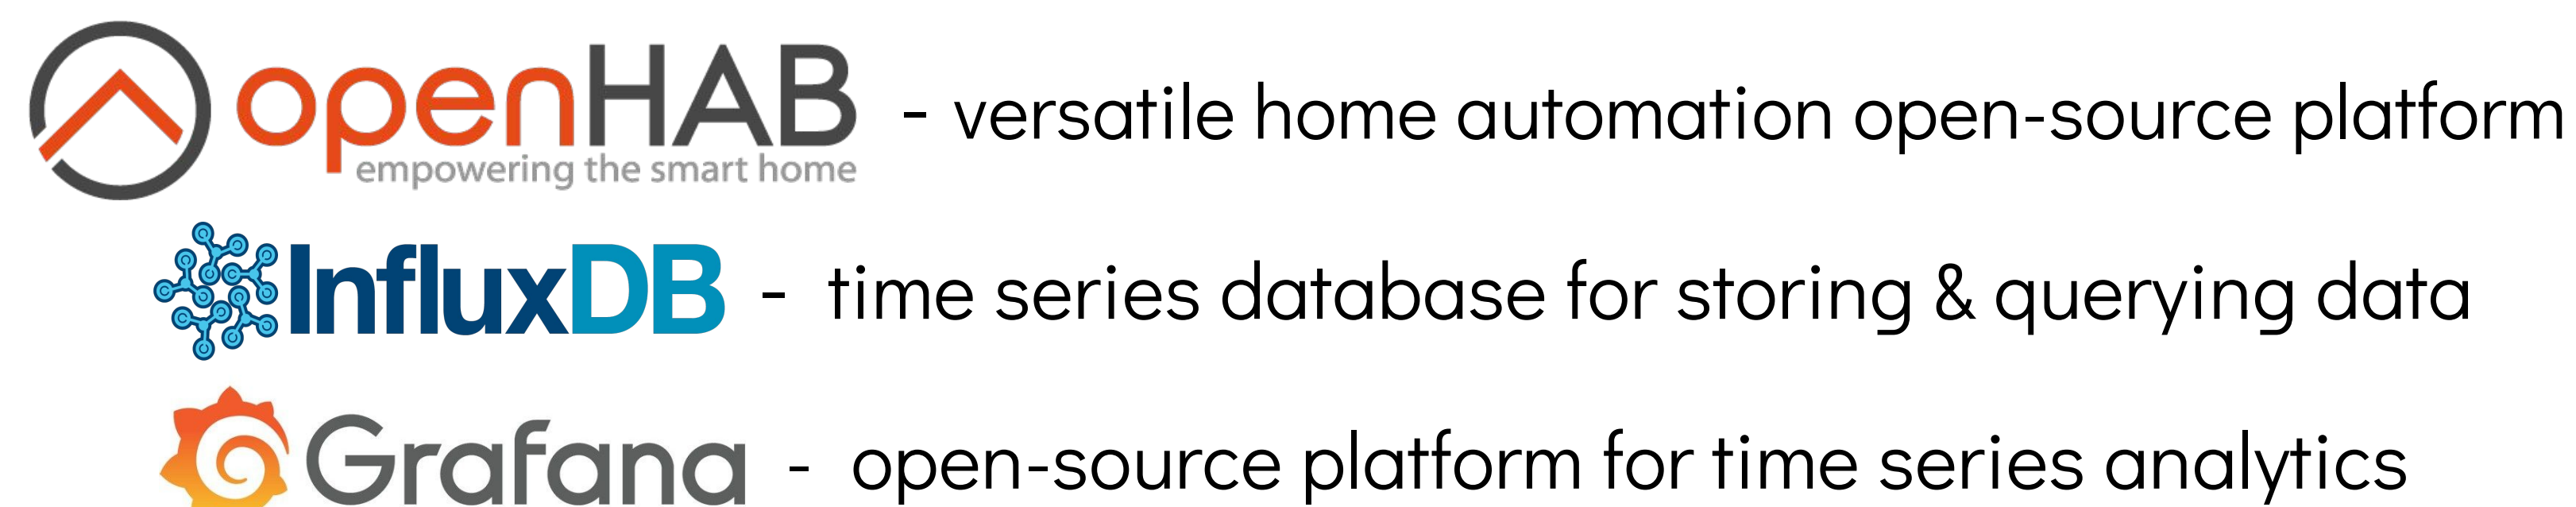 openHAB - versatile home automation open-source platform
empowering the smart home
InfluxDB - time series database for storing & querying data
Grafana - open-source platform for time series analytics